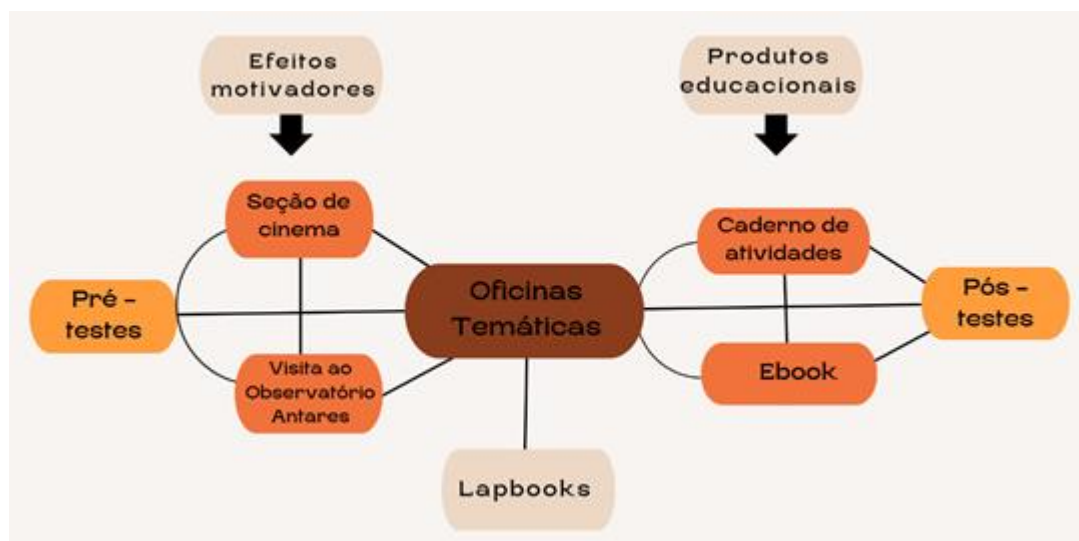 Efeitos
motivadores
Produtos
educacionais
Seção de
cinema
Caderno de
atividades
Pré -
testes
Oficinas
Temáticas
Pós -
testes
Visita ao
Observatório
Antares
Ebook
Lapbooks